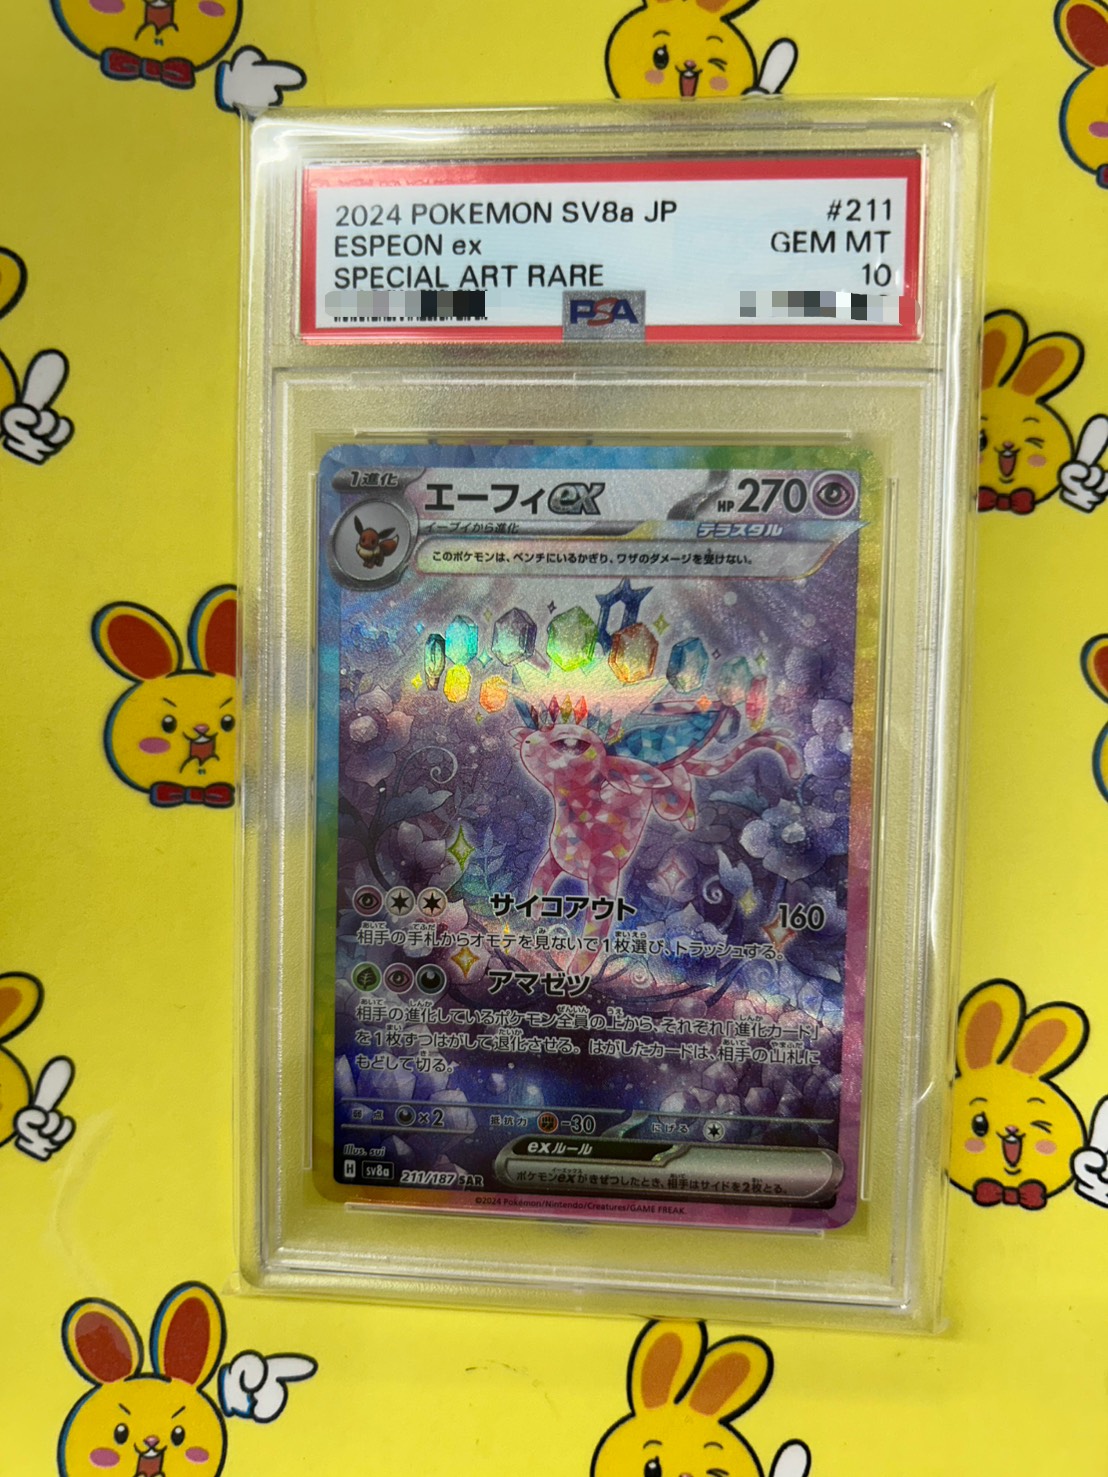 2024 POKEMON SV8a JP #211
ESPEON ex GEM MT
SPECIAL ART RARE 10
PSA
1進化
エーフィex HP270
イーブイから進化 テラスタル
このポケモンは、ベンチにいるかぎり、ワザのダメージを受けない。
サイコアウト 160
相手の手札からオモテを見ないで1枚選び、トラッシュする。
アマゼツ
相手の進化しているポケモン全員の上から、それぞれ「進化カード」
を1枚ずつはがして退化させる。はがしたカードは、相手の山札に
もどして切る。
弱点 ×2 抵抗力 -30 にげる
Illus. sui
exルール
ポケモンexがきぜつしたとき、相手はサイドを2枚とる。
H sv8a 211/187 SAR
©2024 Pokémon/Nintendo/Creatures/GAME FREAK.